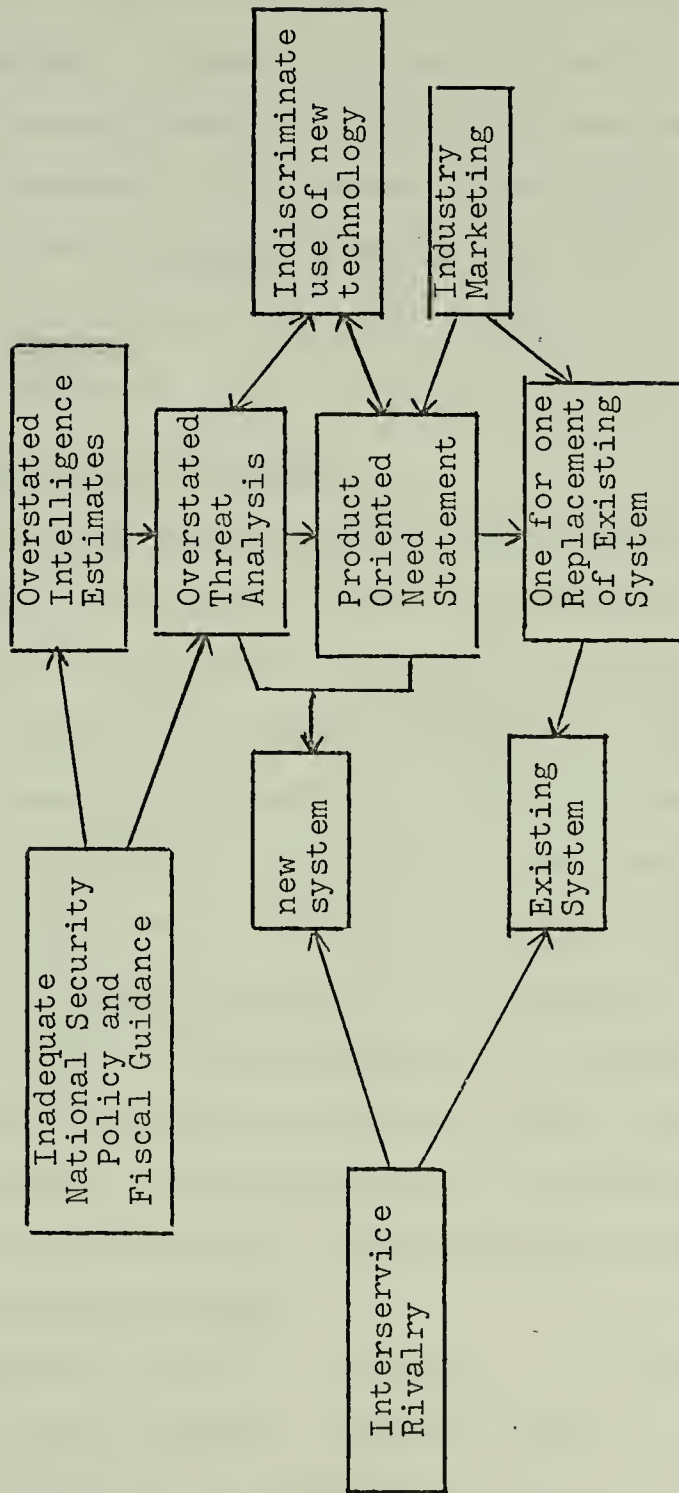 Inadequate
National Security
Policy and
Fiscal Guidance
Overstated
Intelligence
Estimates
Overstated
Threat
Analysis
Indiscriminate
use of new
technology
new
system
Product
Oriented
Need
Statement
Industry
Marketing
Interservice
Rivalry
Existing
System
One for one
Replacement
of Existing
System